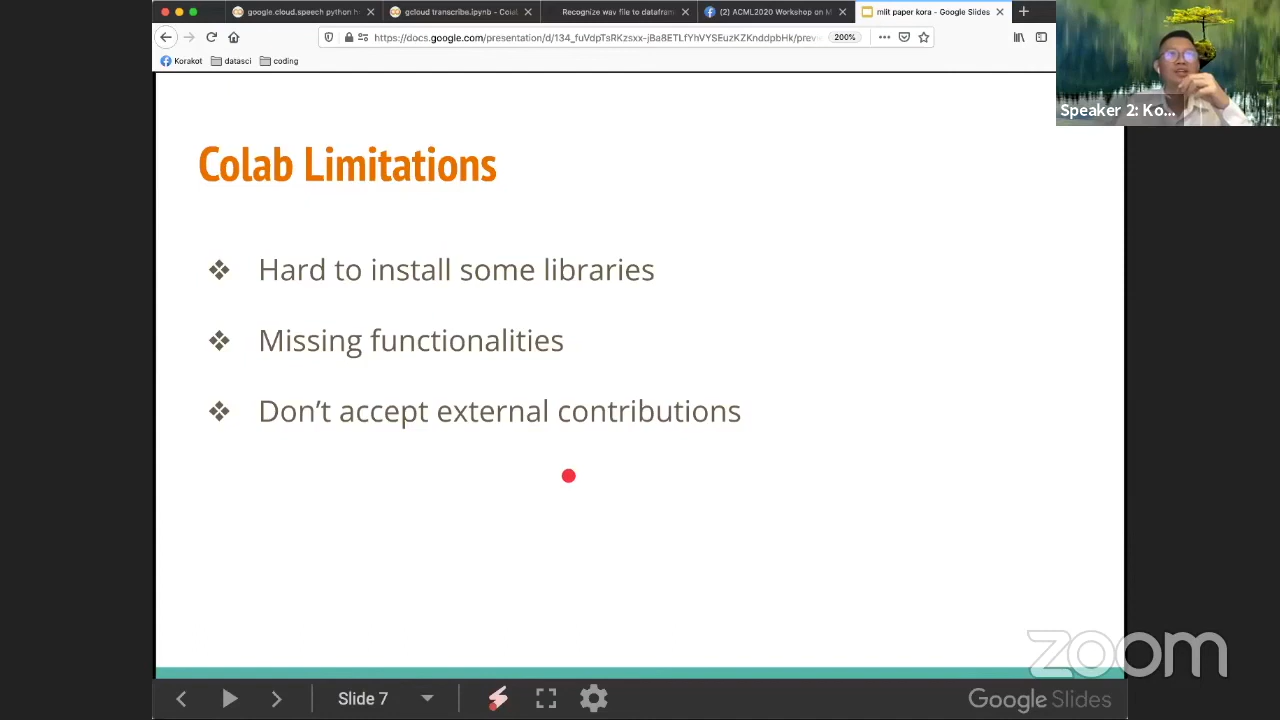 google.cloud.speech python h
gcloud transcribe.ipynb - Cola
Recognize wav file to datafram
(2) ACML2020 Workshop on M
mlit paper kora - Google Slides
https://docs.google.com/presentation/d/134_fuVdpTsRKzsxx-jBa8ETLfYhVYSEuzKZKnddpbHk/prev
200%
Korakot
datasci
coding
Speaker 2: Ko...
Colab Limitations
❖ Hard to install some libraries
❖ Missing functionalities
❖ Don’t accept external contributions
zoom
Slide 7
Google Slides